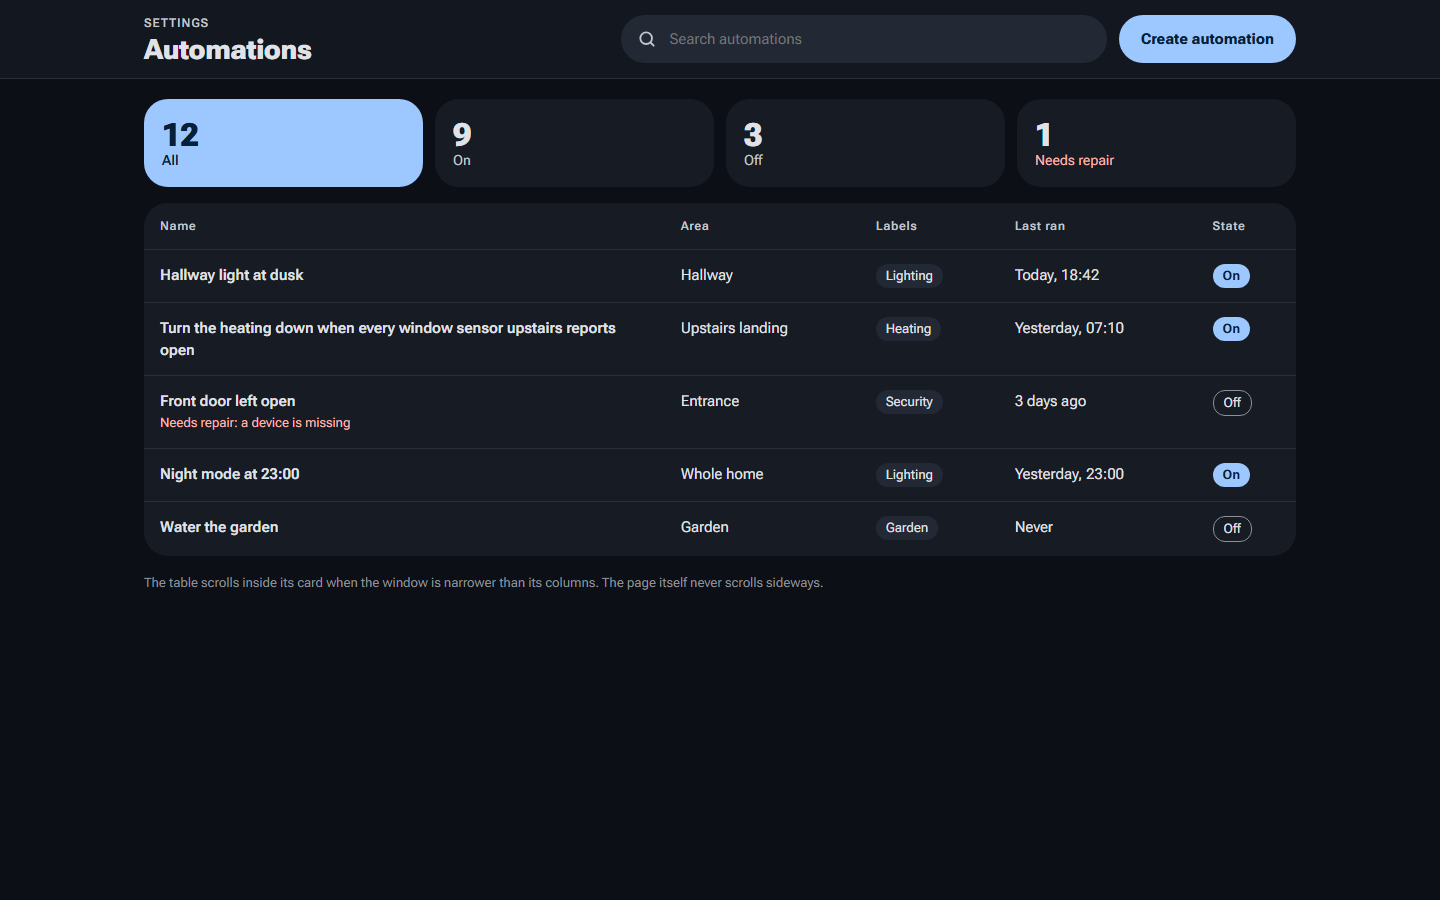 SETTINGS
Automations
Search automations
Create automation
12
All
9
On
3
Off
1
Needs repair
Name Area Labels Last ran State
Hallway light at dusk Hallway Lighting Today, 18:42 On
Turn the heating down when every window sensor upstairs reports Upstairs landing Heating Yesterday, 07:10 On
open
Front door left open Entrance Security 3 days ago Off
Needs repair: a device is missing
Night mode at 23:00 Whole home Lighting Yesterday, 23:00 On
Water the garden Garden Garden Never Off
The table scrolls inside its card when the window is narrower than its columns. The page itself never scrolls sideways.